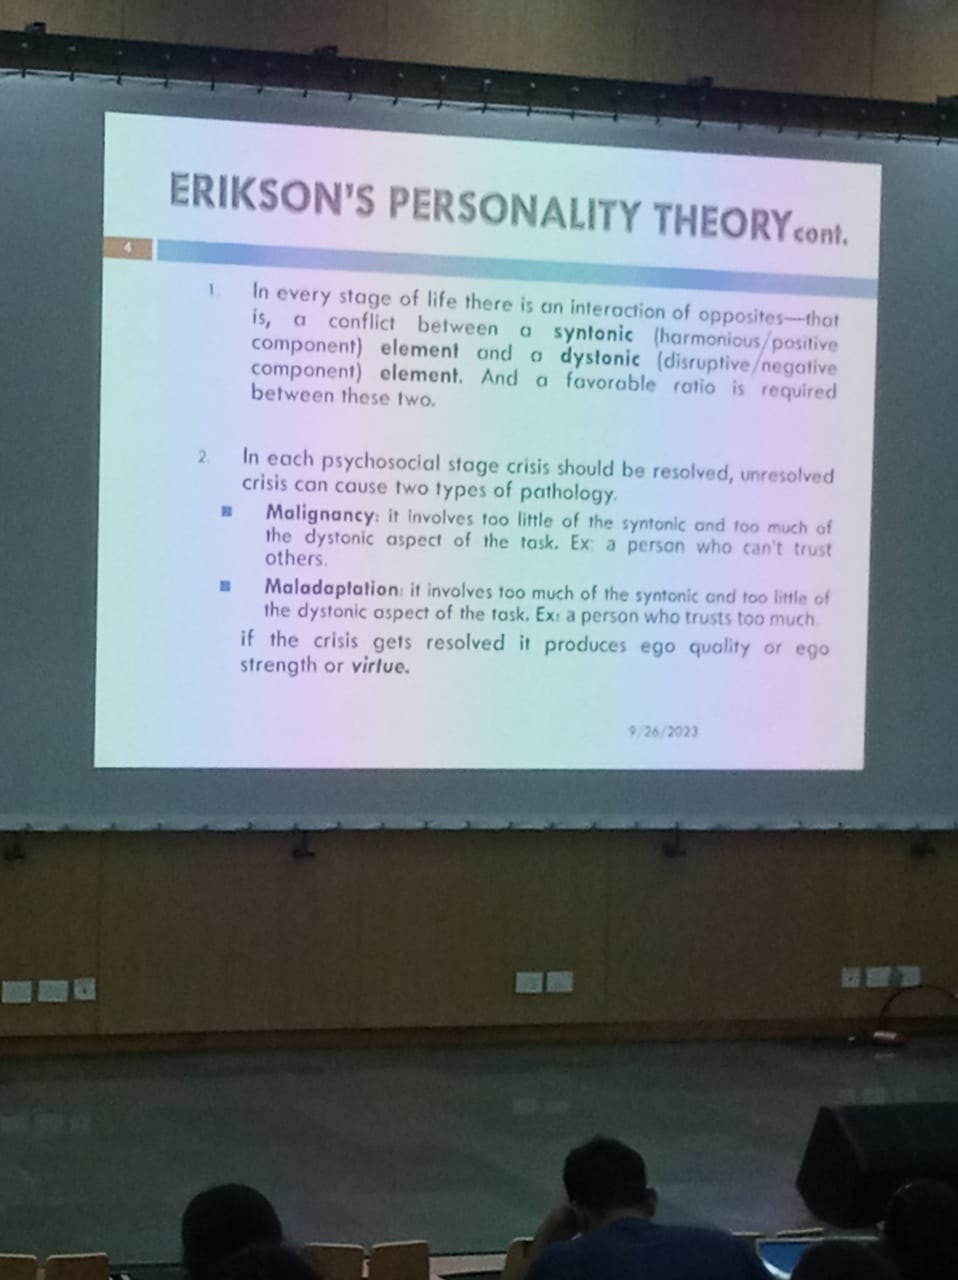 ERIKSON'S PERSONALITY THEORY cont.
4
1. In every stage of life there is an interaction of opposites—that
is, a conflict between a syntonic (harmonious/positive
component) element and a dystonic (disruptive/negative
component) element. And a favorable ratio is required
between these two.
2. In each psychosocial stage crisis should be resolved, unresolved
crisis can cause two types of pathology.
Malignancy: it involves too little of the syntonic and too much of
the dystonic aspect of the task. Ex: a person who can't trust
others.
Maladaptation: it involves too much of the syntonic and too little of
the dystonic aspect of the task. Ex: a person who trusts too much.
if the crisis gets resolved it produces ego quality or ego
strength or virtue.
9/26/2023